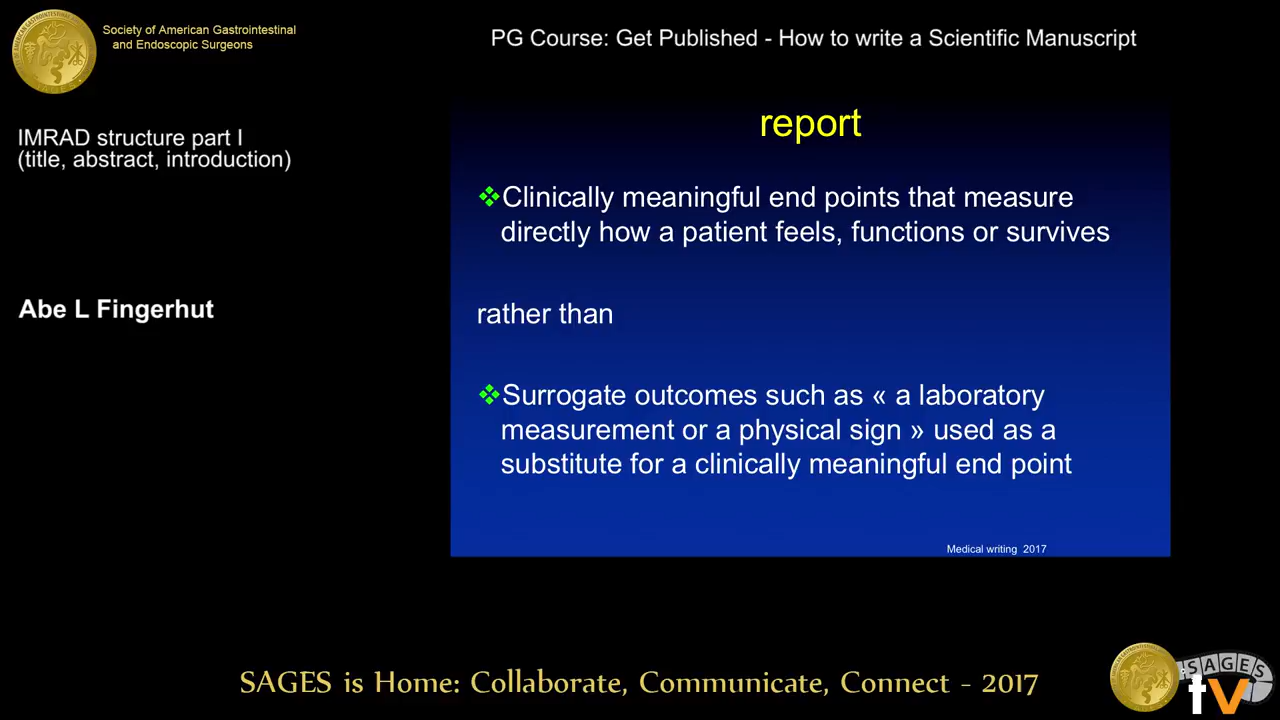 Society of American Gastrointestinal
and Endoscopic Surgeons
PG Course: Get Published - How to write a Scientific Manuscript
IMRAD structure part I
(title, abstract, introduction)
Abe L Fingerhut
report
❖Clinically meaningful end points that measure
directly how a patient feels, functions or survives
rather than
❖Surrogate outcomes such as « a laboratory
measurement or a physical sign » used as a
substitute for a clinically meaningful end point
Medical writing 2017
SAGES is Home: Collaborate, Communicate, Connect - 2017
SAGES
tv